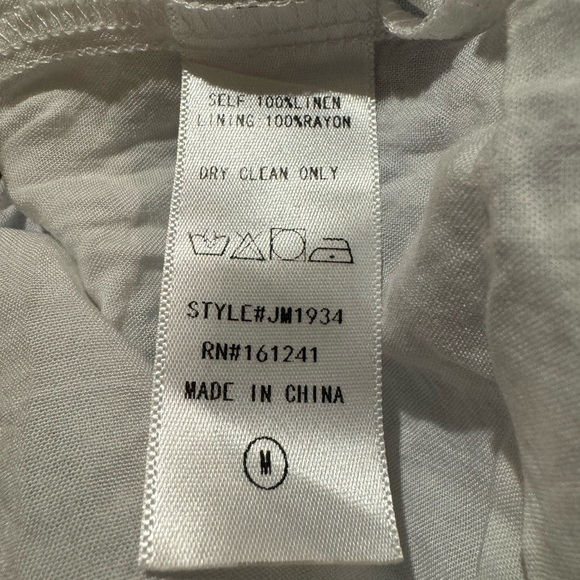 SELF 100%LINEN
LINING 100%RAYON
DRY CLEAN ONLY
STYLE#JM1934
RN#161241
MADE IN CHINA
M